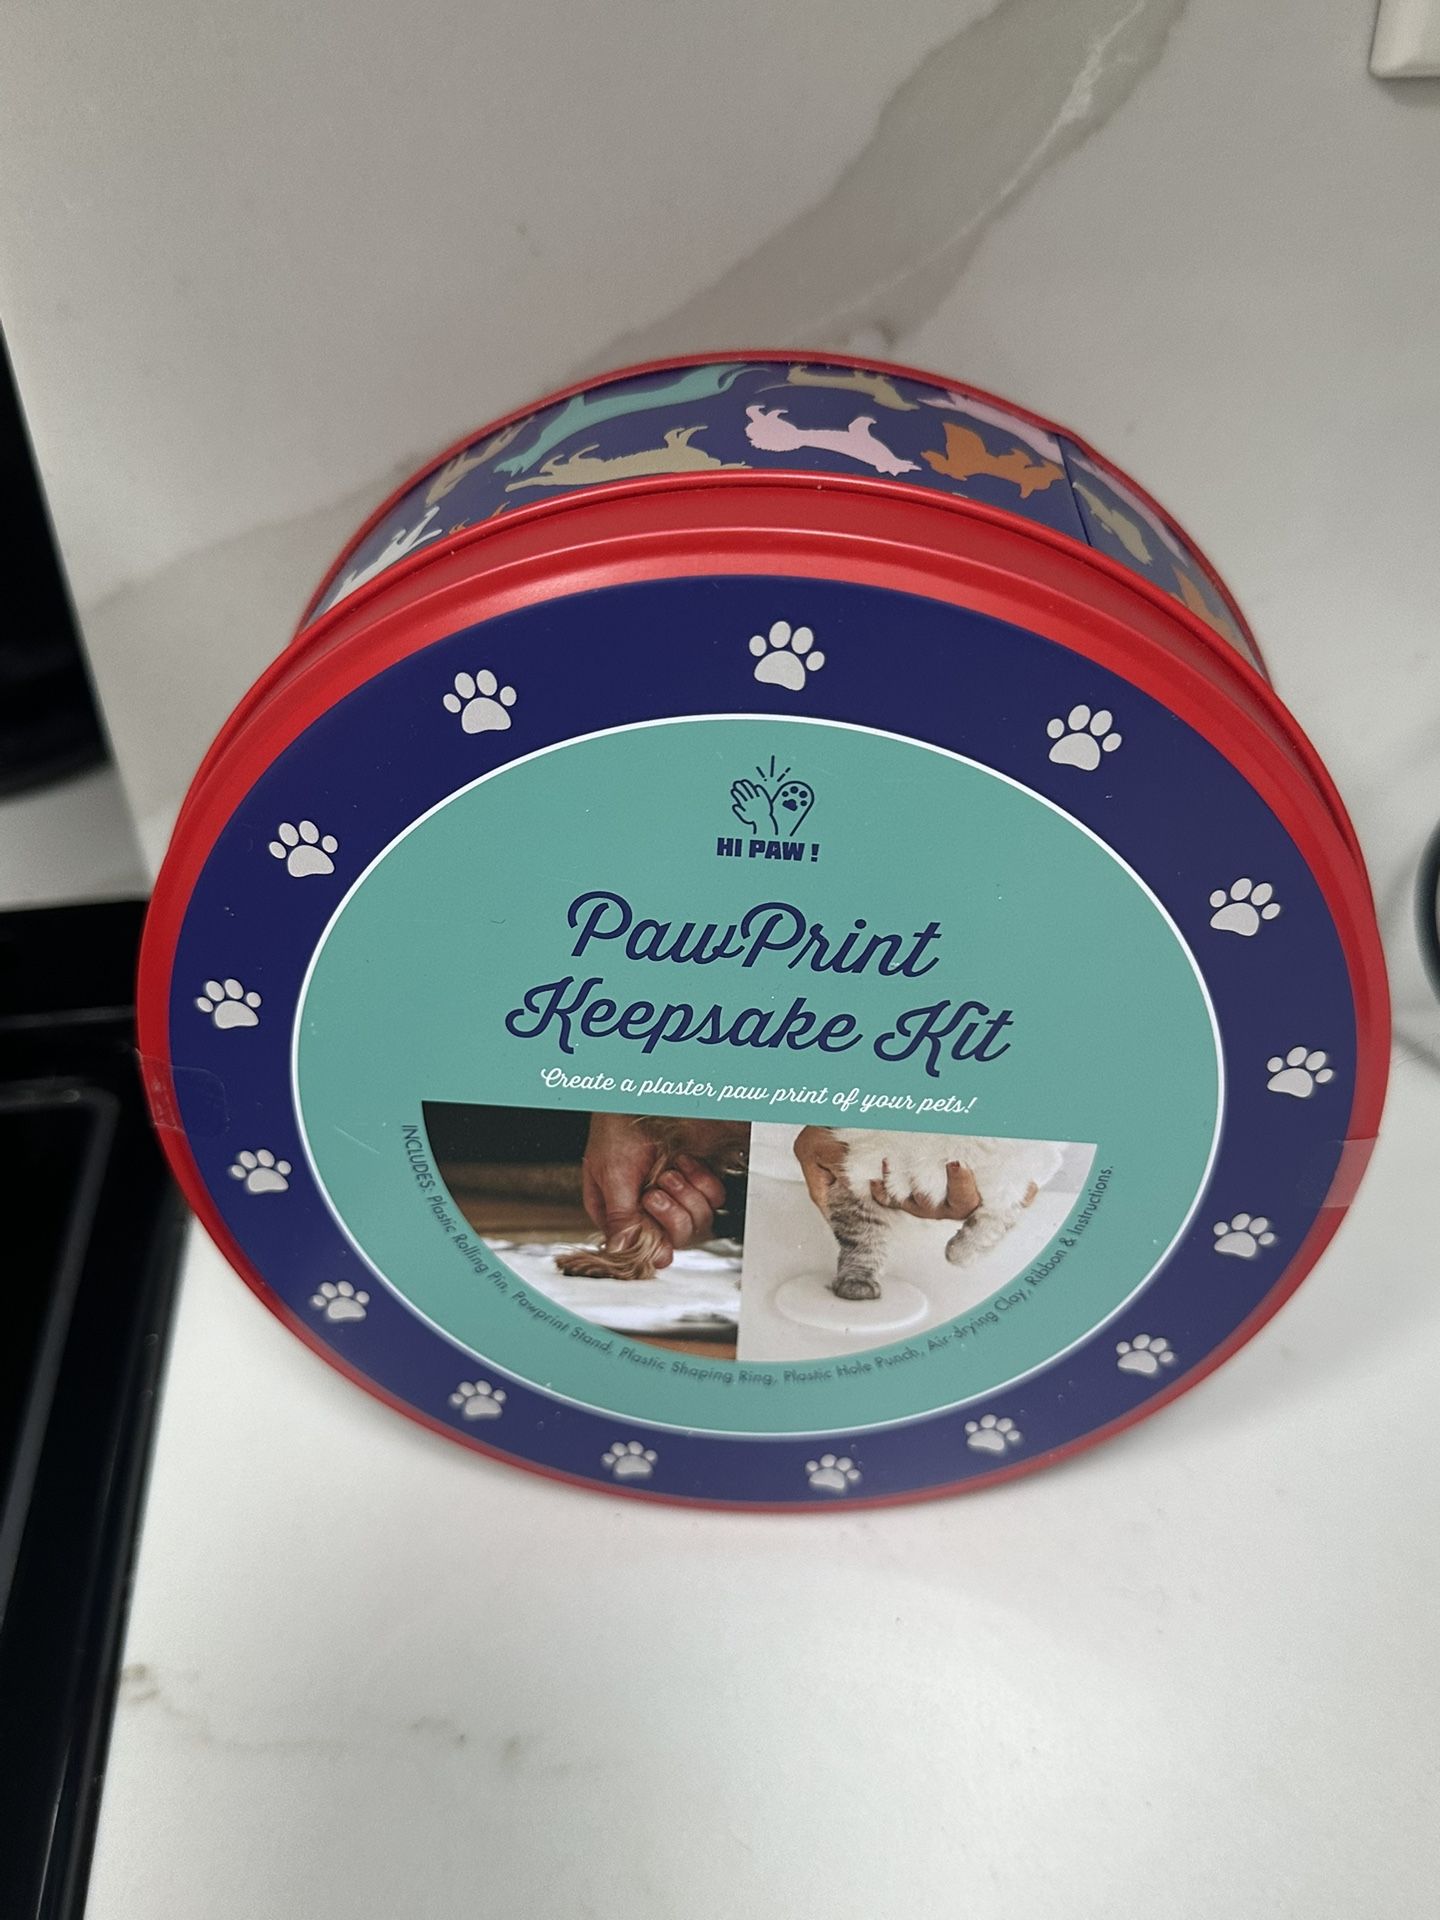 HI PAW !
PawPrint
Keepsake Kit
Create a plaster paw print of your pets!
INCLUDES: Plastic Rolling Pin, Pawprint Stand, Plastic Shaping Ring, Plastic Hole Punch, Air-drying Clay, Ribbon & Instructions.